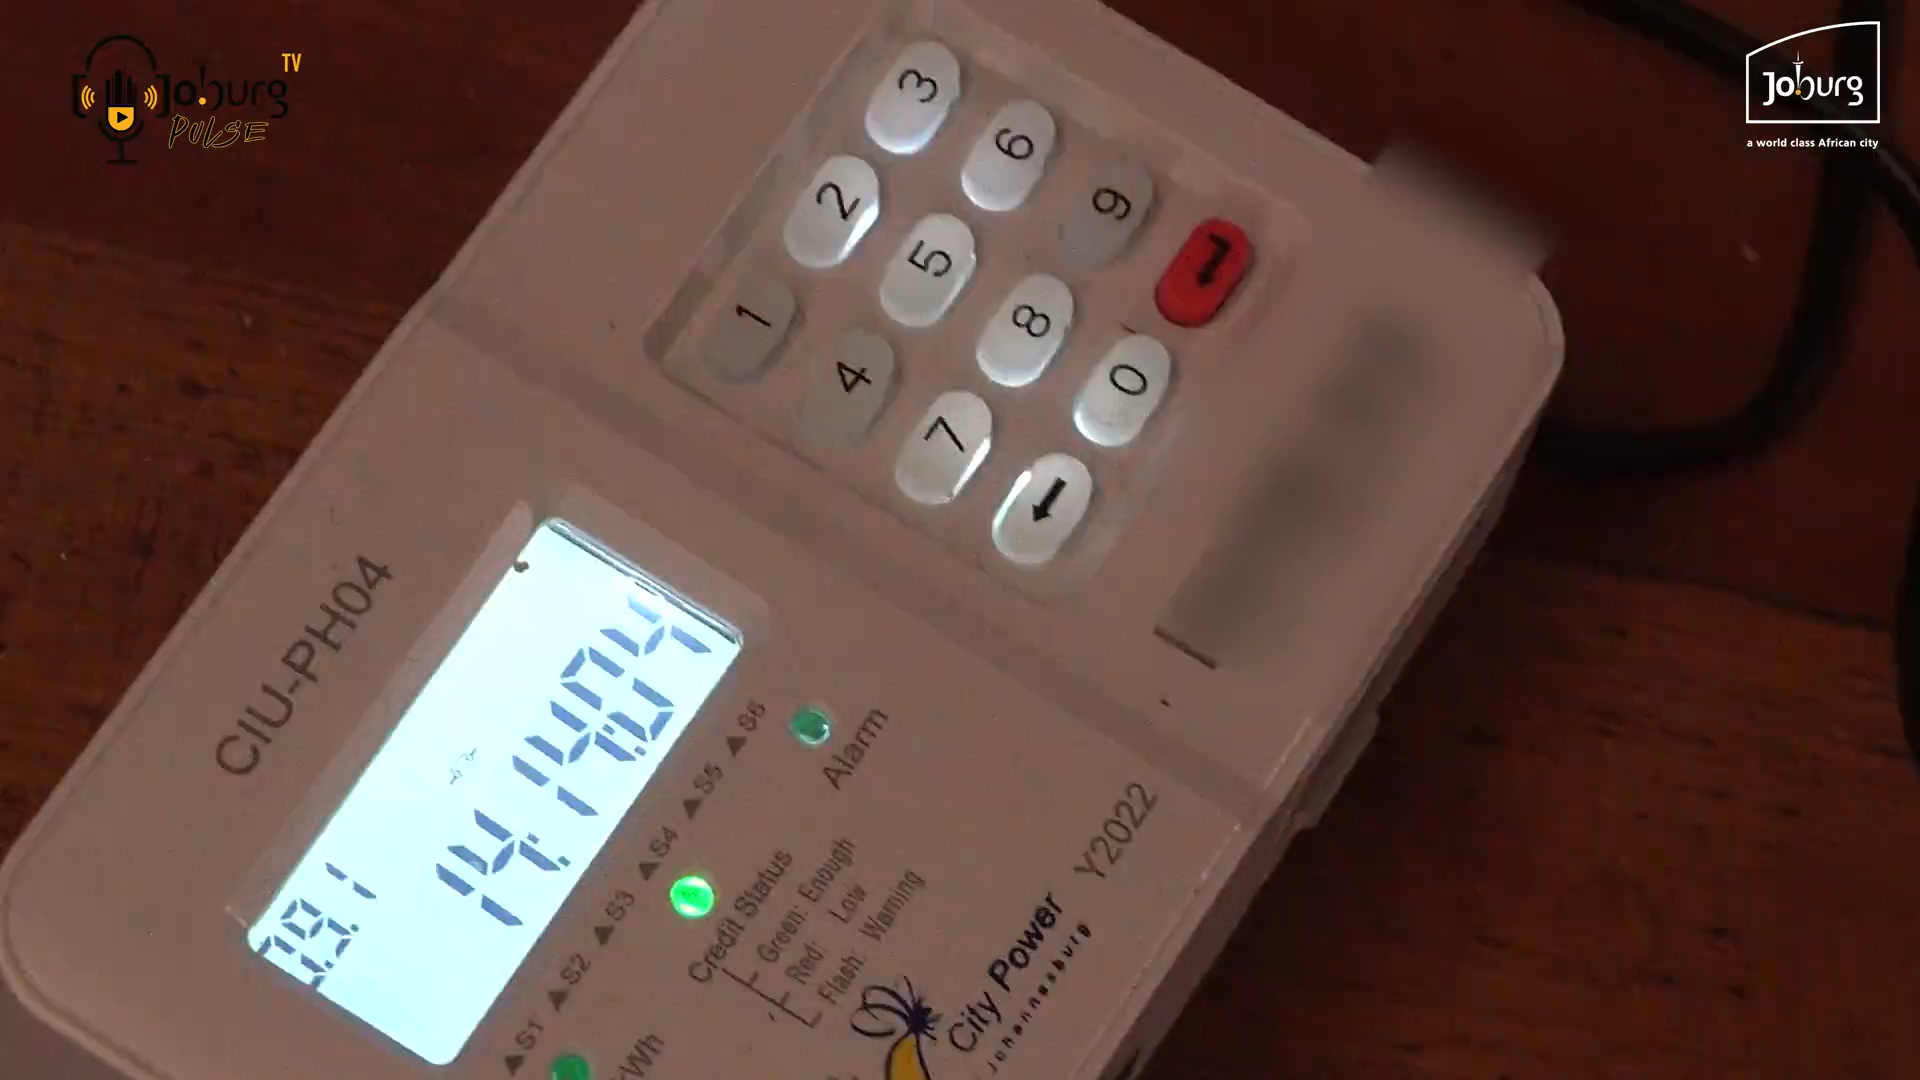 Joburg TV
PULSE
Joburg
a world class African city
3
6
9
2
5
8
0
1
4
7
CIU-PH04
S1
S2
S3
S4
S5
S6
Alarm
Credit Status
Green: Enough
Red: Low
Flash: Warning
Y2022
City Power
johannesburg